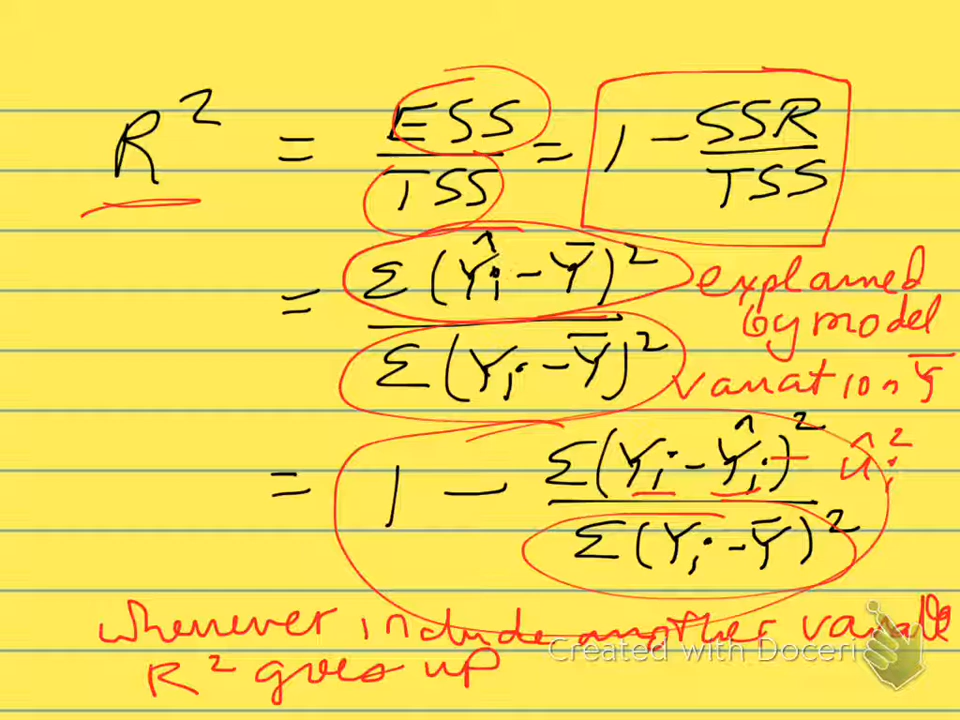 R² = ESS/TSS = 1 - SSR/TSS
= Σ(Ŷi - Ȳ)² / Σ(Yi - Ȳ)²
explained
by model
variation Ȳ
= 1 - Σ(Yi - Ŷi)² / Σ(Yi - Ȳ)²
ûi²
whenever include another variable
R² goes up
Created with Doceri